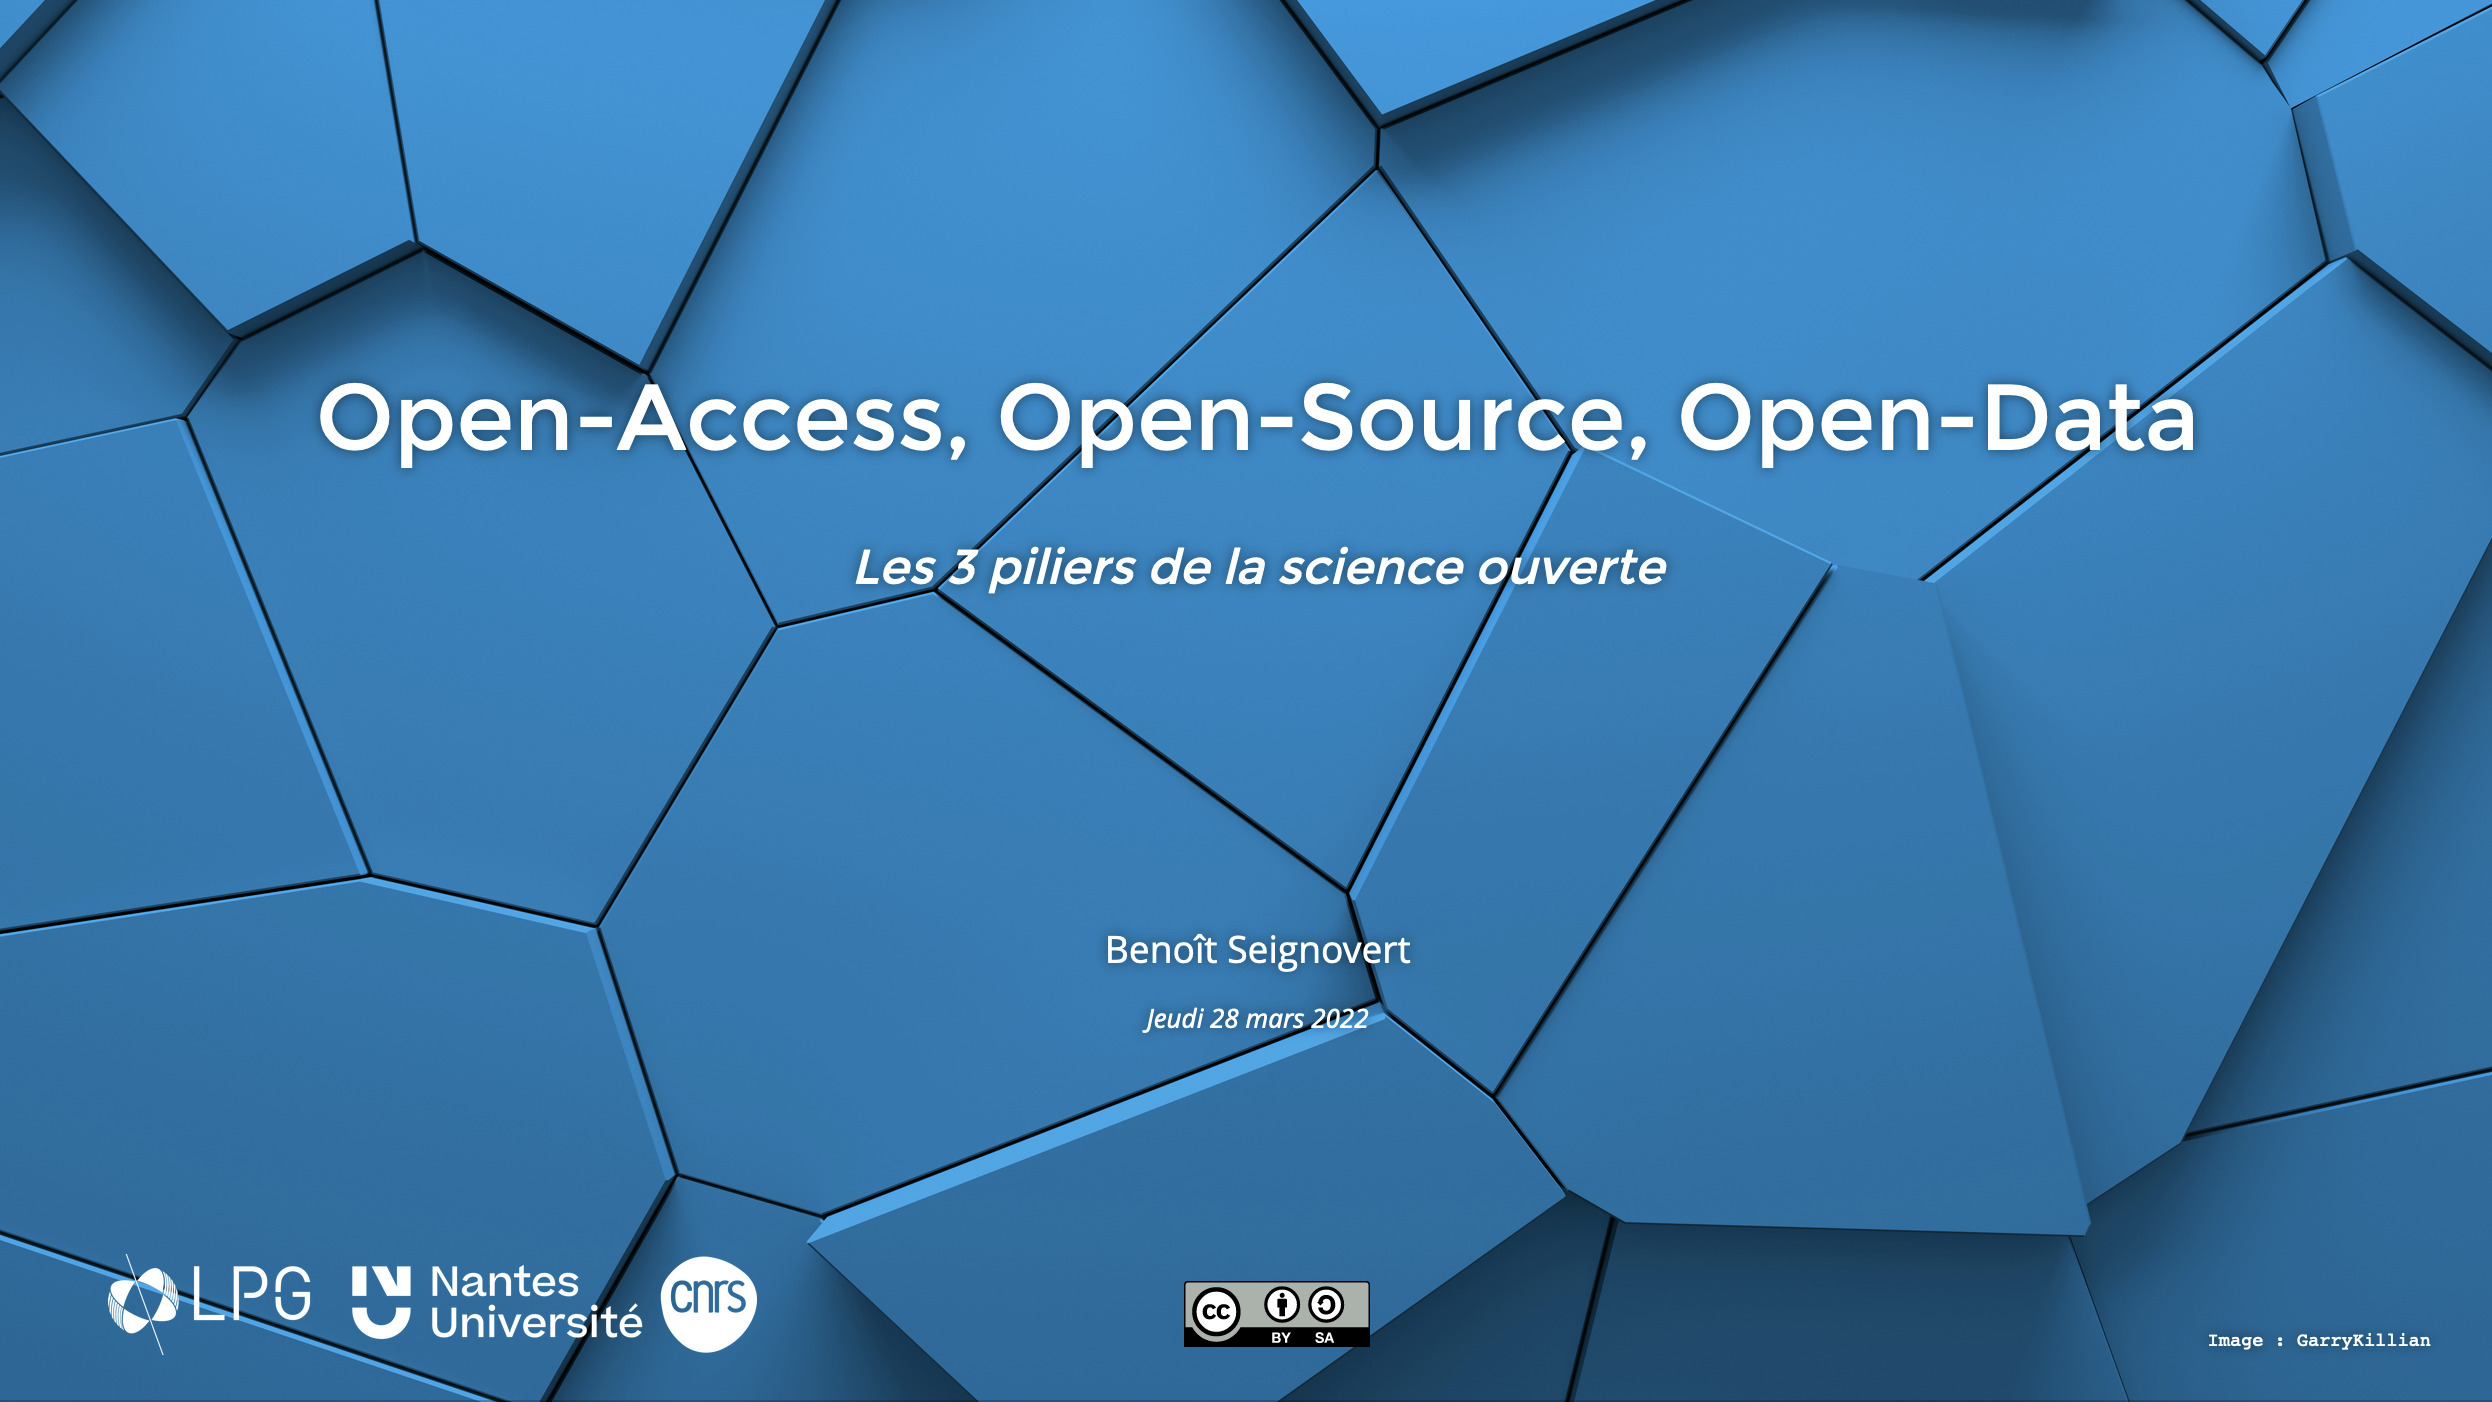 Open-Access, Open-Source, Open-Data
Les 3 piliers de la science ouverte
Benoît Seignovert
Jeudi 28 mars 2022
LPG
Nantes
Université
cnrs
cc
BY SA
Image : GarryKillian